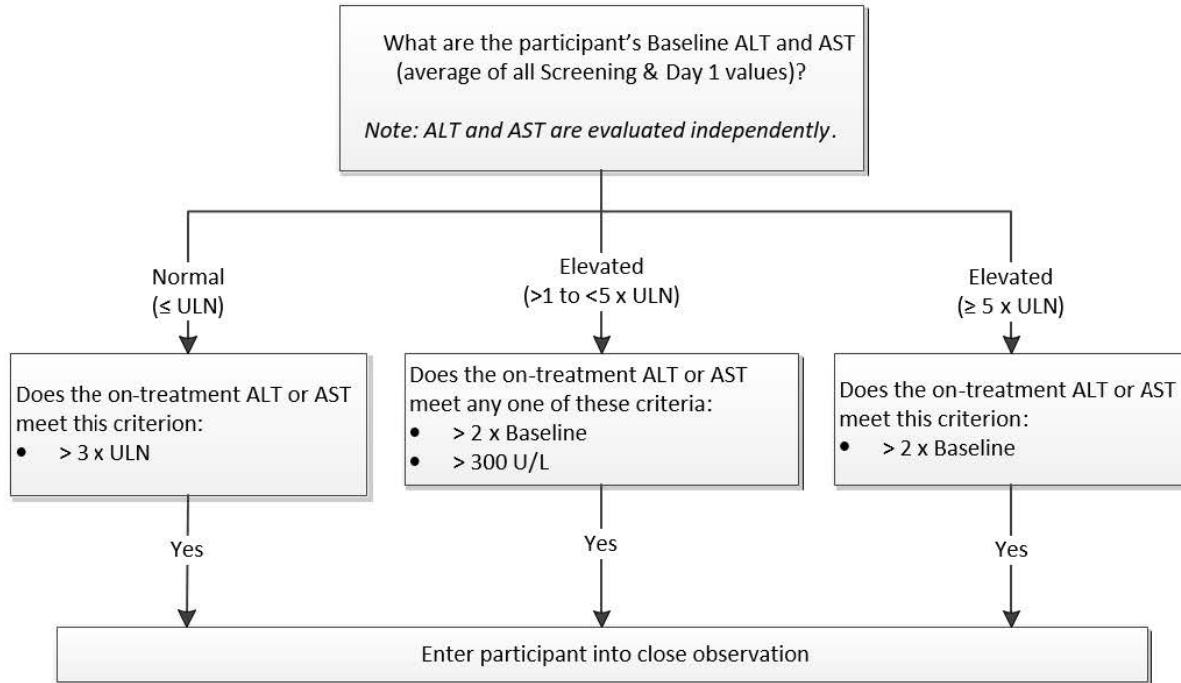 What are the participant’s Baseline ALT and AST
(average of all Screening & Day 1 values)?
Note: ALT and AST are evaluated independently.
Normal
(≤ ULN)
Elevated
(>1 to <5 x ULN)
Elevated
(≥ 5 x ULN)
Does the on-treatment ALT or AST
meet this criterion:
• > 3 x ULN
Does the on-treatment ALT or AST
meet any one of these criteria:
• > 2 x Baseline
• > 300 U/L
Does the on-treatment ALT or AST
meet this criterion:
• > 2 x Baseline
Yes
Yes
Yes
Enter participant into close observation